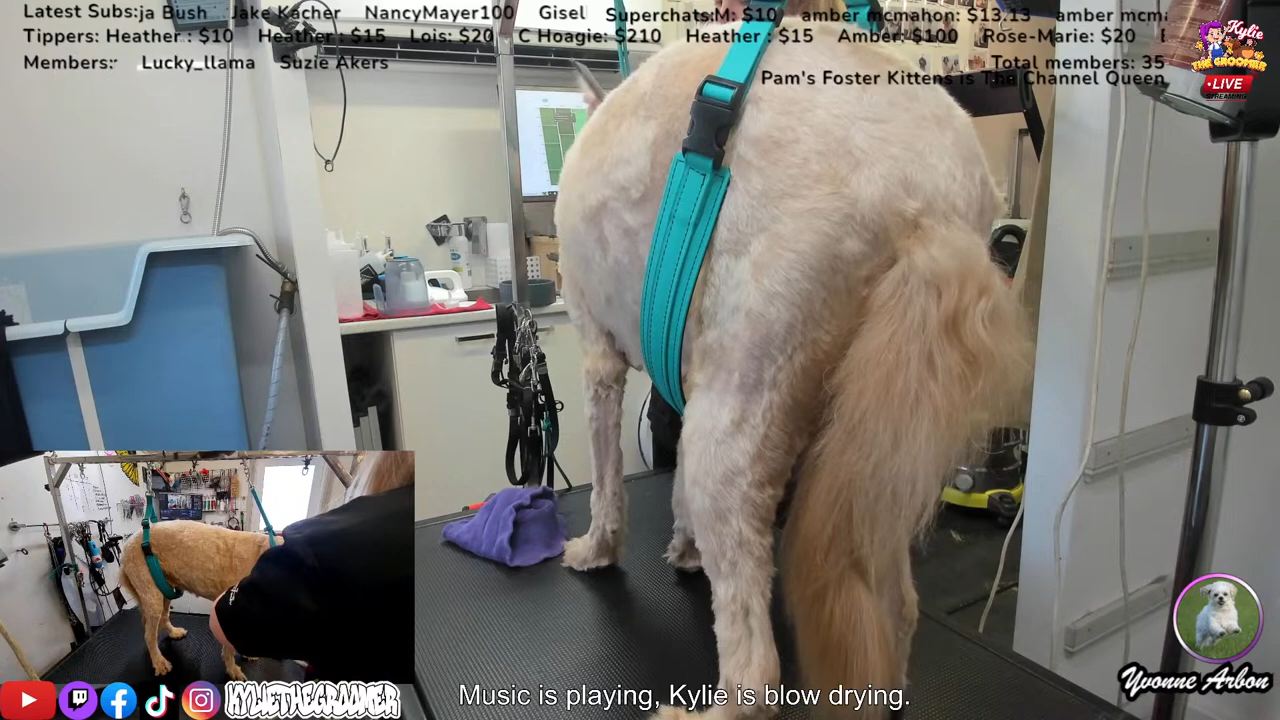 Latest Subs:ja Bush Jake Kacher NancyMayer100 Gisel Superchats:M: $10 amber mcmahon: $13.13 amber mcma
Tippers: Heather : $10 Heather : $15 Lois: $20 C Hoagie: $210 Heather : $15 Amber: $100 Rose-Marie: $20
Members: Lucky_llama Suzie Akers Total members: 35
Pam's Foster Kittens is The Channel Queen
Kylie
THE GROOMER
LIVE
STREAMING
KYLIETHEGROOMER
Music is playing, Kylie is blow drying.
Yvonne Arbon